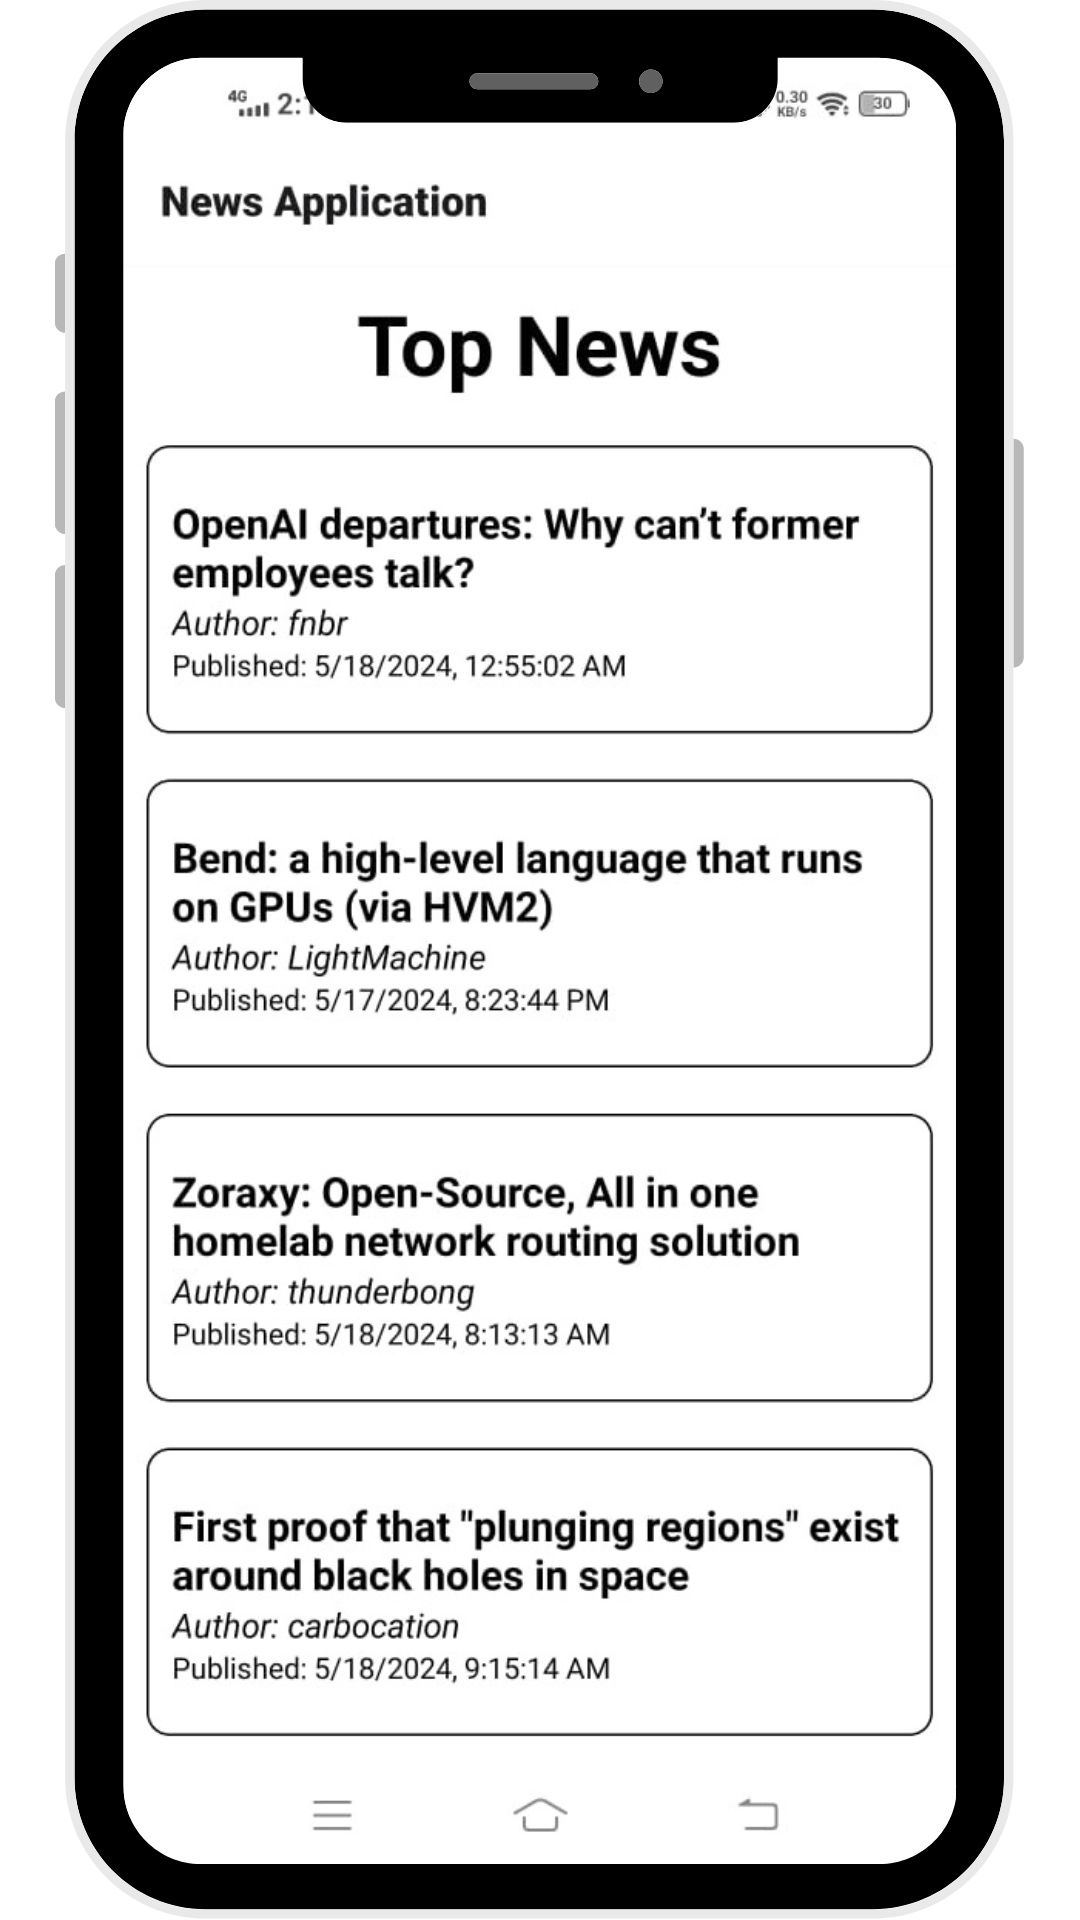 4G
0.30
KB/s
30
News Application
Top News
OpenAI departures: Why can’t former
employees talk?
Author: fnbr
Published: 5/18/2024, 12:55:02 AM
Bend: a high-level language that runs
on GPUs (via HVM2)
Author: LightMachine
Published: 5/17/2024, 8:23:44 PM
Zoraxy: Open-Source, All in one
homelab network routing solution
Author: thunderbong
Published: 5/18/2024, 8:13:13 AM
First proof that "plunging regions" exist
around black holes in space
Author: carbocation
Published: 5/18/2024, 9:15:14 AM